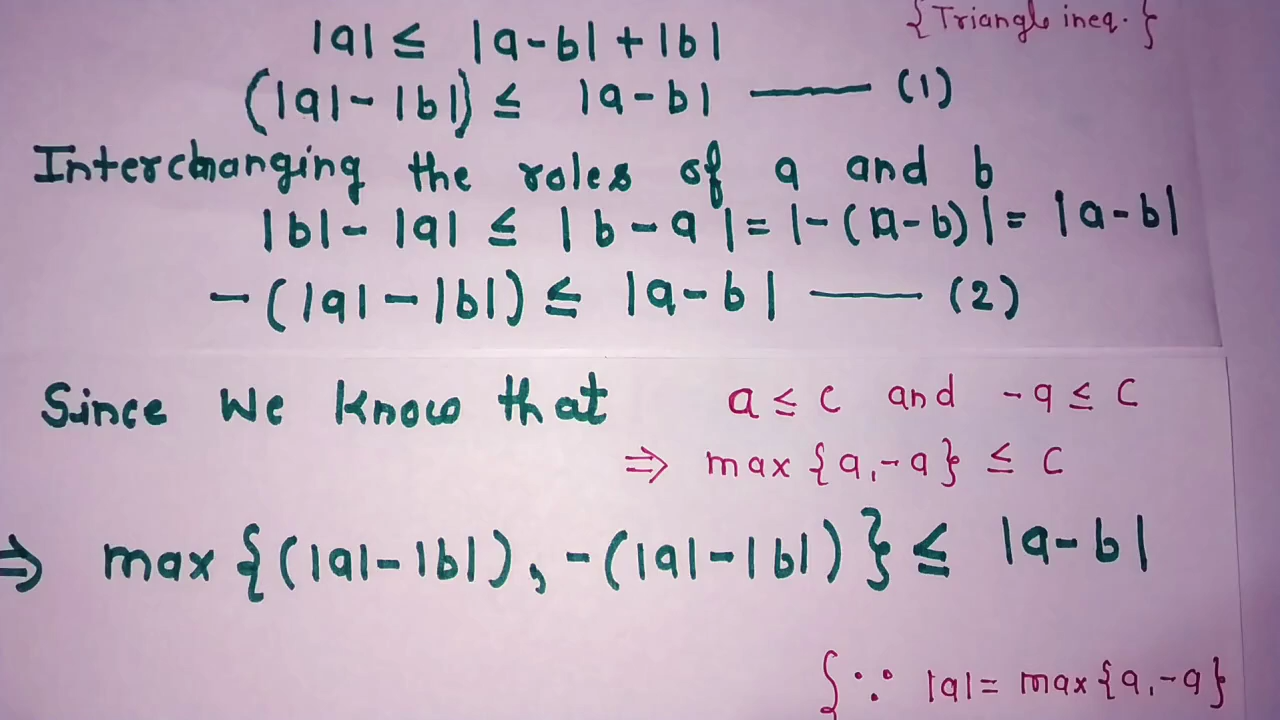 {Triangle ineq.}
|a| ≤ |a-b| + |b|
(|a| - |b|) ≤ |a-b| —— (1)
Interchanging the roles of a and b
|b| - |a| ≤ |b-a| = |-(a-b)| = |a-b|
-(|a| - |b|) ≤ |a-b| —— (2)
Since we know that a ≤ c and -a ≤ c
⇒ max {a, -a} ≤ c
⇒ max {(|a|-|b|), -(|a|-|b|)} ≤ |a-b|
{∵ |a| = max {a, -a}